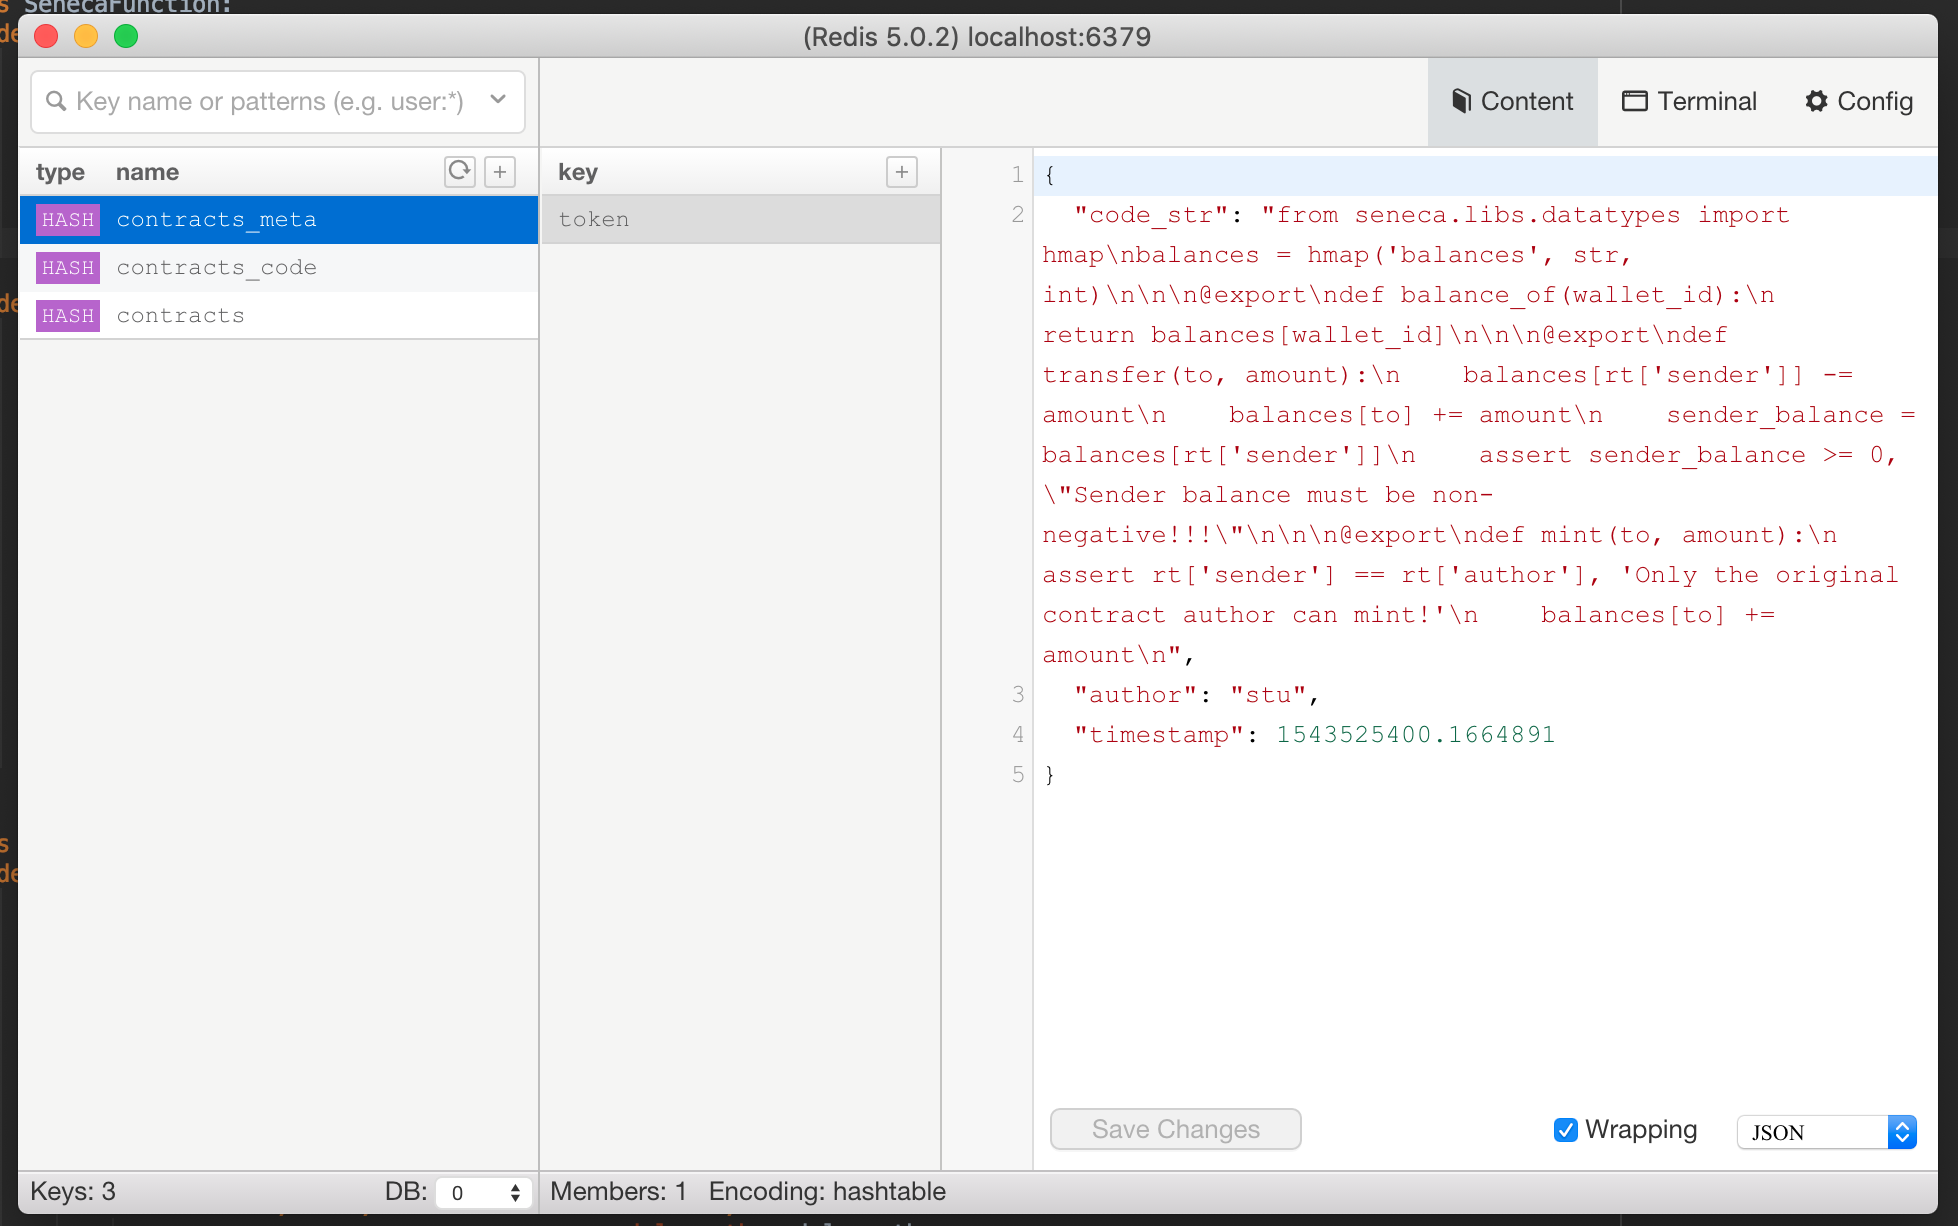 SenecaFunction:
(Redis 5.0.2) localhost:6379
Key name or patterns (e.g. user:*)
Content
Terminal
Config
type name
+
HASH contracts_meta
HASH contracts_code
HASH contracts
key
+
token
1 {
2 "code_str": "from seneca.libs.datatypes import
hmap\nbalances = hmap('balances', str,
int)\n\n\n@export\ndef balance_of(wallet_id):\n
return balances[wallet_id]\n\n\n@export\ndef
transfer(to, amount):\n    balances[rt['sender']] -=
amount\n    balances[to] += amount\n    sender_balance =
balances[rt['sender']]\n    assert sender_balance >= 0,
\"Sender balance must be non-
negative!!!\"\n\n\n@export\ndef mint(to, amount):\n
assert rt['sender'] == rt['author'], 'Only the original
contract author can mint!'\n    balances[to] +=
amount\n",
3 "author": "stu",
4 "timestamp": 1543525400.1664891
5 }
Save Changes
Wrapping
JSON
Keys: 3
DB: 0
Members: 1 Encoding: hashtable